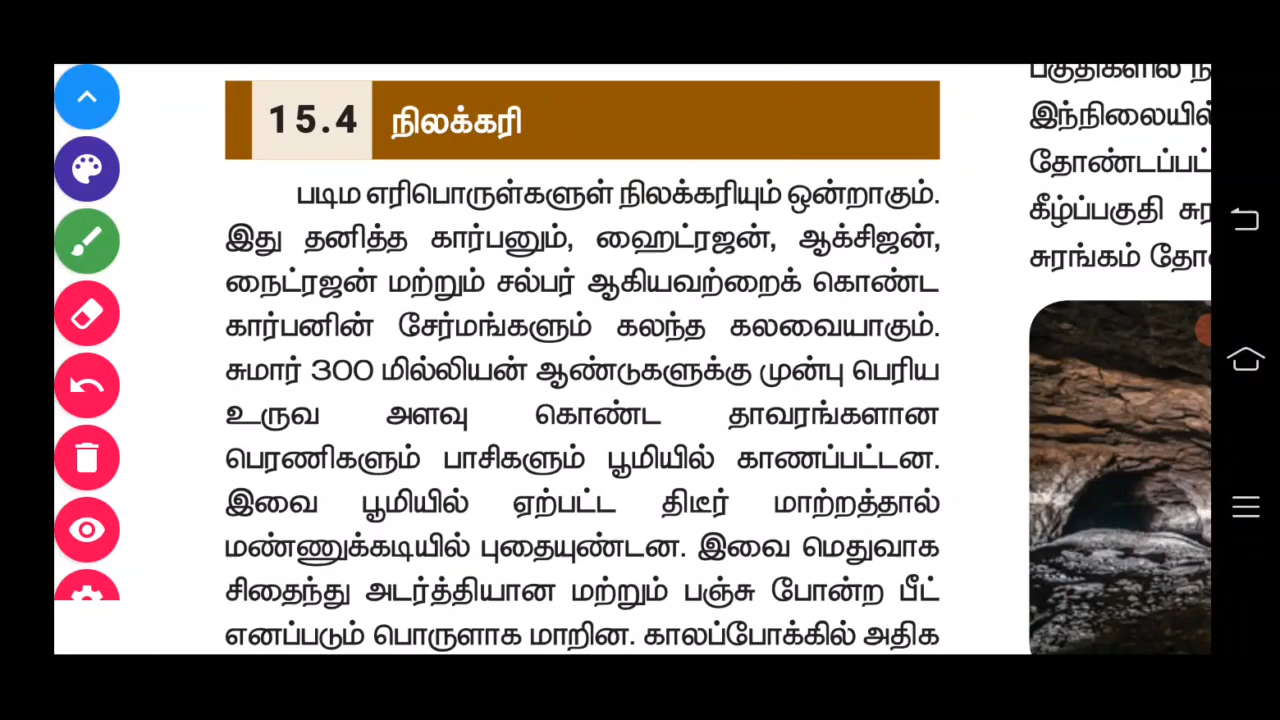 15.4 நிலக்கரி
படிம எரிபொருள்களுள் நிலக்கரியும் ஒன்றாகும்.
இது தனித்த கார்பனும், ஹைட்ரஜன், ஆக்சிஜன்,
நைட்ரஜன் மற்றும் சல்பர் ஆகியவற்றைக் கொண்ட
கார்பனின் சேர்மங்களும் கலந்த கலவையாகும்.
சுமார் 300 மில்லியன் ஆண்டுகளுக்கு முன்பு பெரிய
உருவ அளவு கொண்ட தாவரங்களான
பெரணிகளும் பாசிகளும் பூமியில் காணப்பட்டன.
இவை பூமியில் ஏற்பட்ட திடீர் மாற்றத்தால்
மண்ணுக்கடியில் புதையுண்டன. இவை மெதுவாக
சிதைந்து அடர்த்தியான மற்றும் பஞ்சு போன்ற பீட்
எனப்படும் பொருளாக மாறின. காலப்போக்கில் அதிக
பகுதிகளில்
இந்நிலையில்
கீழ்ப்பகுதி
சுரங்கம்